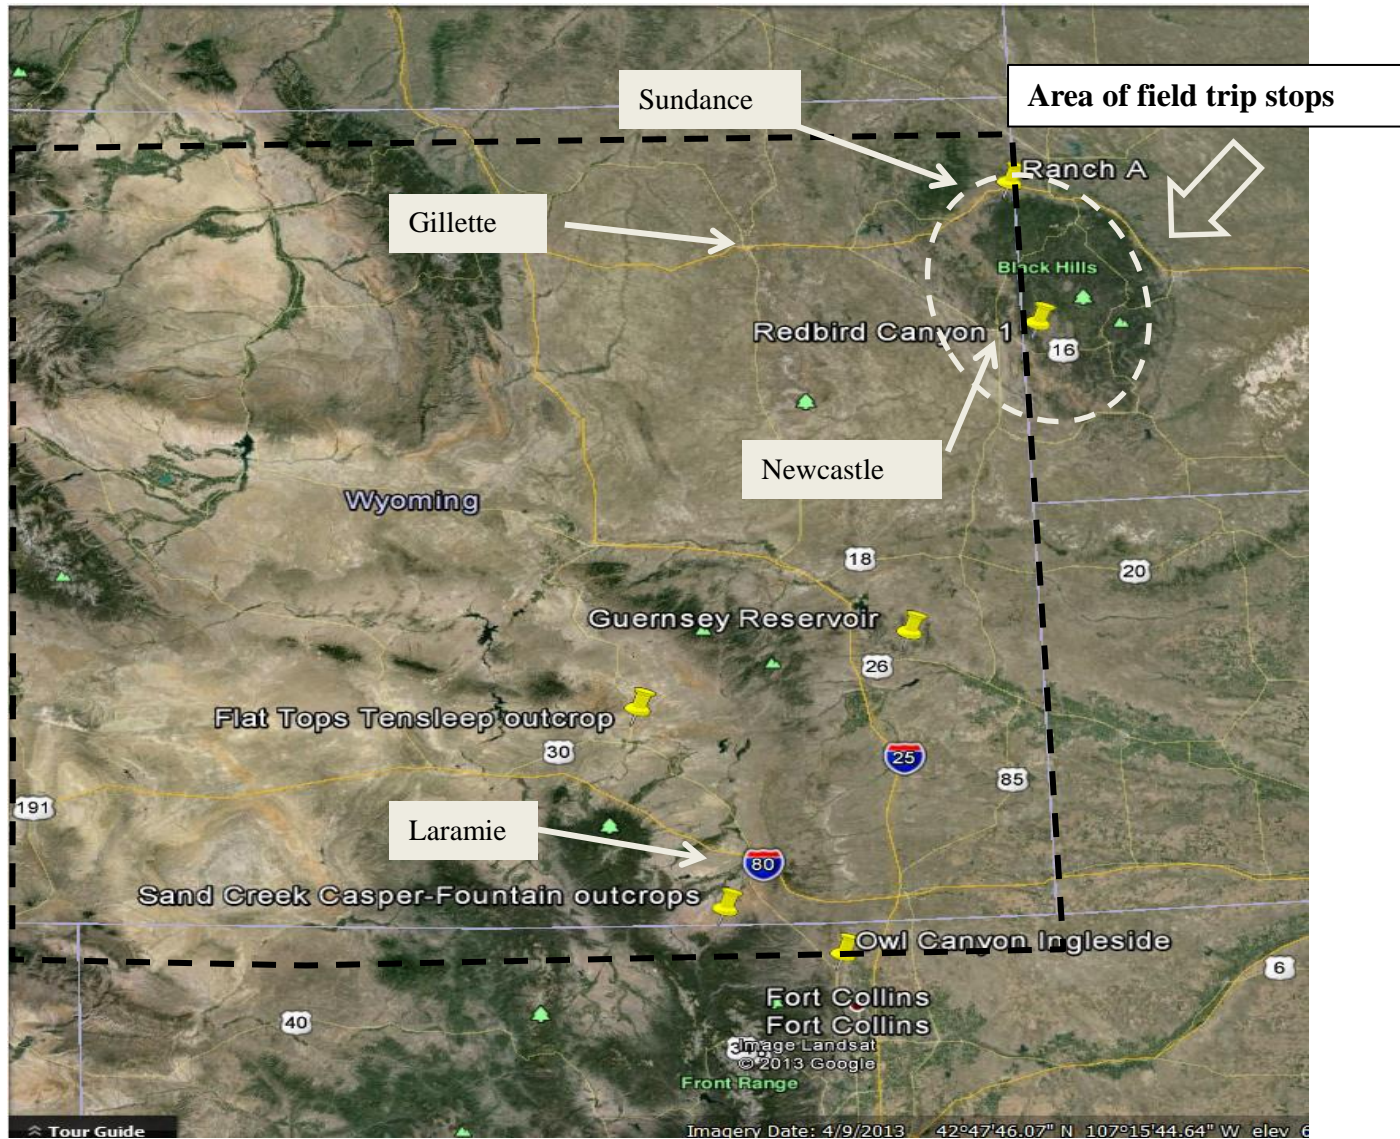 Sundance
Area of field trip stops
Ranch A
Gillette
Black Hills
Redbird Canyon 1
16
Newcastle
Wyoming
18
20
Guernsey Reservoir
26
Flat Tops Tensleep outcrop
30
25
85
191
Laramie
80
Sand Creek Casper-Fountain outcrops
Owl Canyon Ingleside
6
Fort Collins
40
Fort Collins
Image Landsat
© 2013 Google
Front Range
Tour Guide
Imagery Date: 4/9/2013 42°47'46.07" N 107°15'44.64" W elev 6